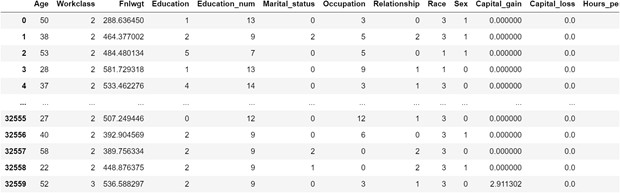 Age Workclass Fnlwgt Education Education_num Marital_status Occupation Relationship Race Sex Capital_gain Capital_loss Hours_pe
0 50 2 288.636450 1 13 0 3 0 3 1 0.000000 0.0
1 38 2 464.377002 2 9 2 5 2 3 1 0.000000 0.0
2 53 2 484.480134 5 7 0 5 0 1 1 0.000000 0.0
3 28 2 581.729318 1 13 0 9 1 1 0 0.000000 0.0
4 37 2 533.462276 4 14 0 3 1 3 0 0.000000 0.0
... ... ... ... ... ... ... ... ... ... ... ... ...
32555 27 2 507.249446 0 12 0 12 1 3 0 0.000000 0.0
32556 40 2 392.904569 2 9 0 6 0 3 1 0.000000 0.0
32557 58 2 389.756334 2 9 2 0 2 3 0 0.000000 0.0
32558 22 2 448.876375 2 9 1 0 2 3 1 0.000000 0.0
32559 52 3 536.588297 2 9 0 3 1 3 0 2.911302 0.0